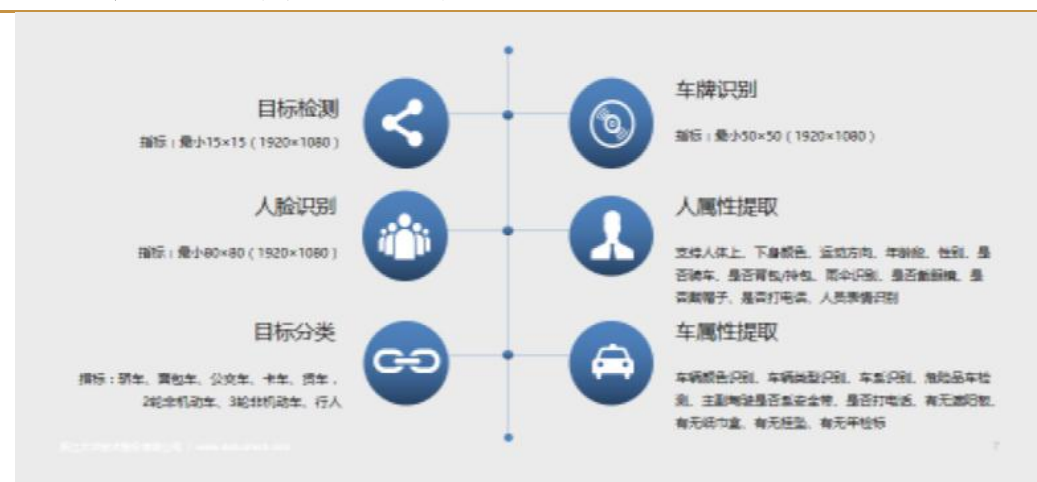 目标检测
指标：最小15×15（1920×1080）
人脸识别
指标：最小80×80（1920×1080）
目标分类
指标：轿车、面包车、公交车、卡车、货车，
2轮非机动车、3轮非机动车、行人
车牌识别
指标：最小50×50（1920×1080）
人属性提取
支持人体上、下身颜色、运动方向、年龄段、性别、是
否骑车、是否背包/持包、雨伞识别、是否戴眼镜、是
否戴帽子、是否打电话、人员表情识别
车属性提取
车辆颜色识别、车辆类型识别、车型识别、危险品车检
测、主副驾驶是否系安全带、是否打电话、有无遮阳板、
有无纸巾盒、有无挂坠、有无年检标
7